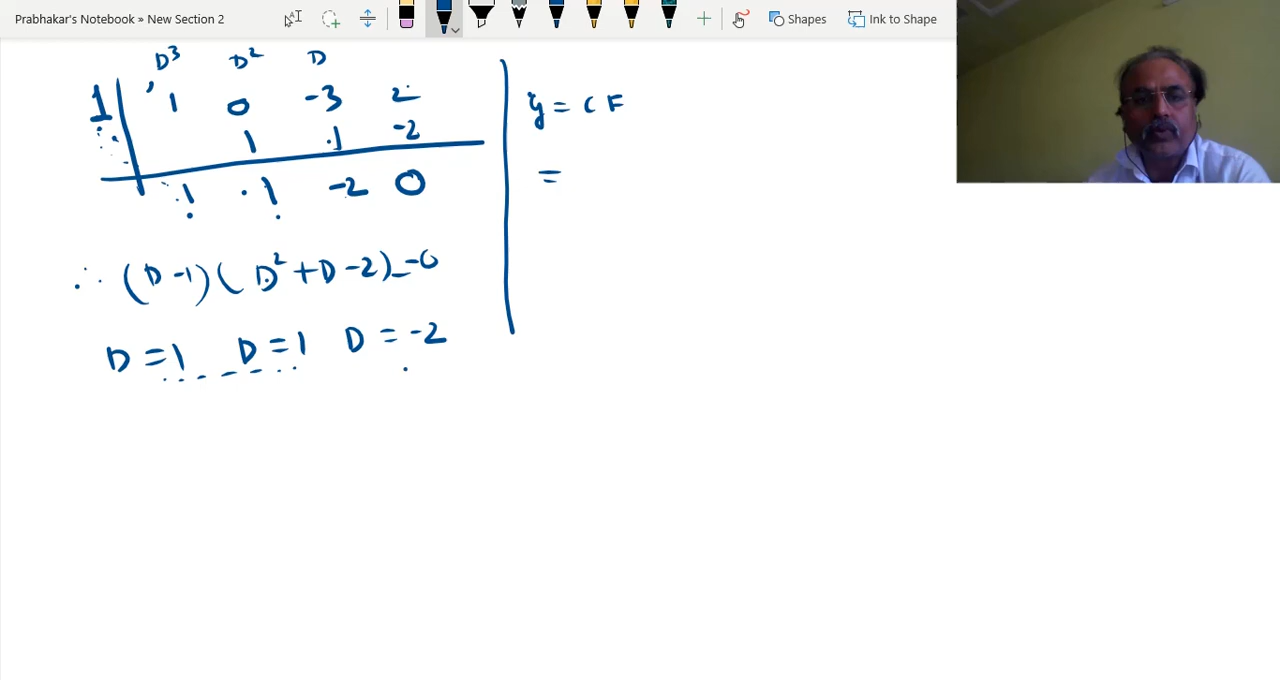 Prabhakar's Notebook » New Section 2
Shapes
Ink to Shape
D³ D² D
1 1 0 -3 2
1 1 -2
1 1 -2 0
∴ (D-1)(D²+D-2)=0
D=1 D=1 D=-2
y = CF
=